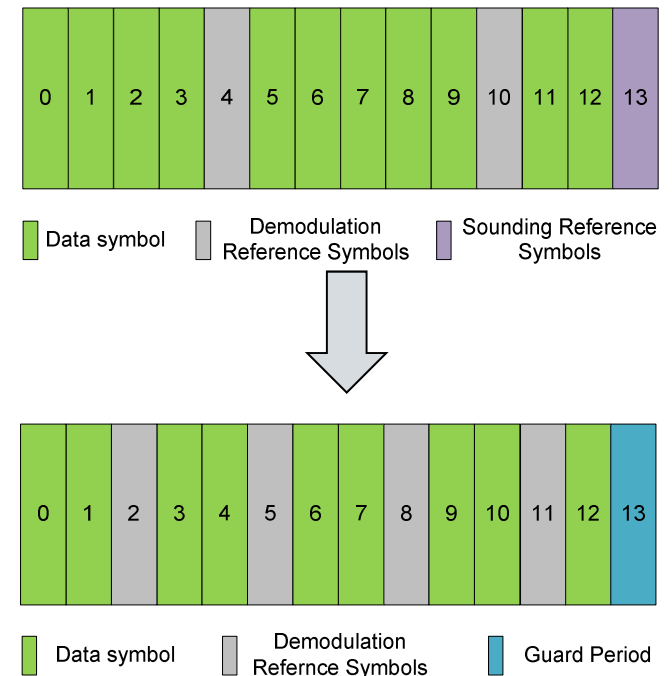 0 1 2 3 4 5 6 7 8 9 10 11 12 13
Data symbol
Demodulation
Reference Symbols
Sounding Reference
Symbols
0 1 2 3 4 5 6 7 8 9 10 11 12 13
Data symbol
Demodulation
Refernce Symbols
Guard Period